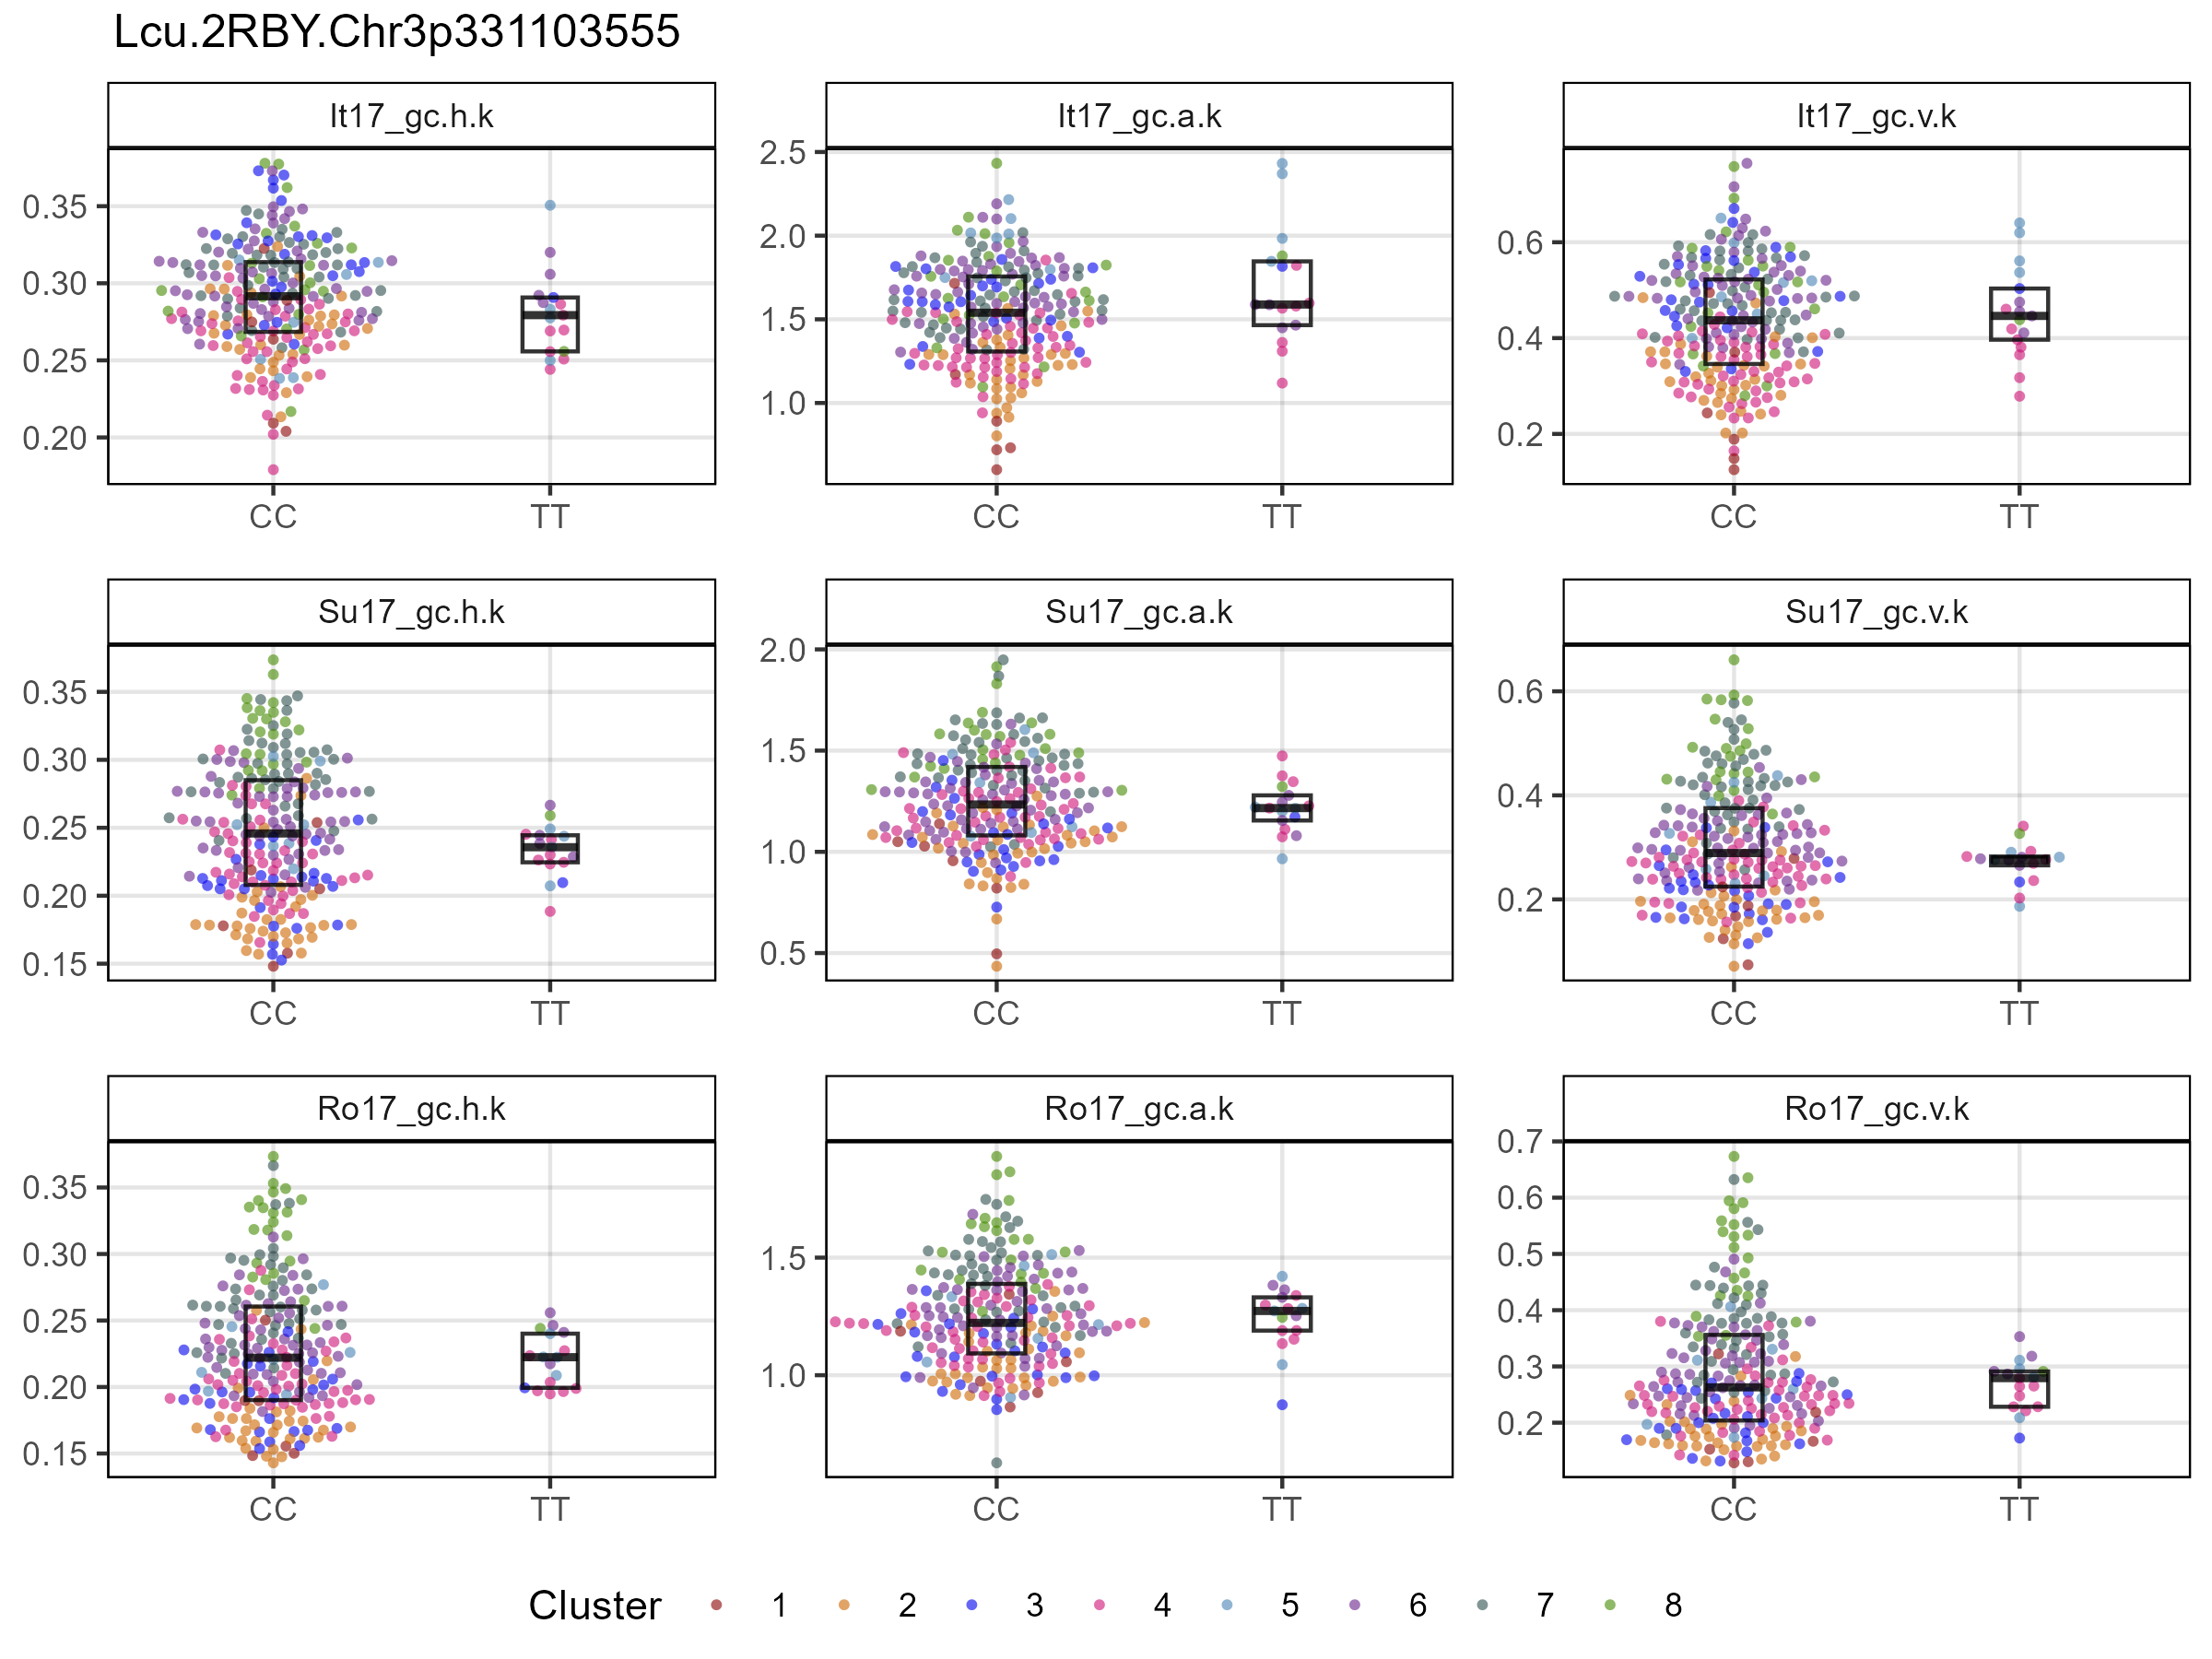 Lcu.2RBY.Chr3p331103555
It17_gc.h.k
It17_gc.a.k
It17_gc.v.k
0.35
0.30
0.25
0.20
CC TT
2.5
2.0
1.5
1.0
CC TT
0.6
0.4
0.2
CC TT
Su17_gc.h.k
Su17_gc.a.k
Su17_gc.v.k
0.35
0.30
0.25
0.20
0.15
CC TT
2.0
1.5
1.0
0.5
CC TT
0.6
0.4
0.2
CC TT
Ro17_gc.h.k
Ro17_gc.a.k
Ro17_gc.v.k
0.35
0.30
0.25
0.20
0.15
CC TT
1.5
1.0
CC TT
0.7
0.6
0.5
0.4
0.3
0.2
CC TT
Cluster 1 2 3 4 5 6 7 8